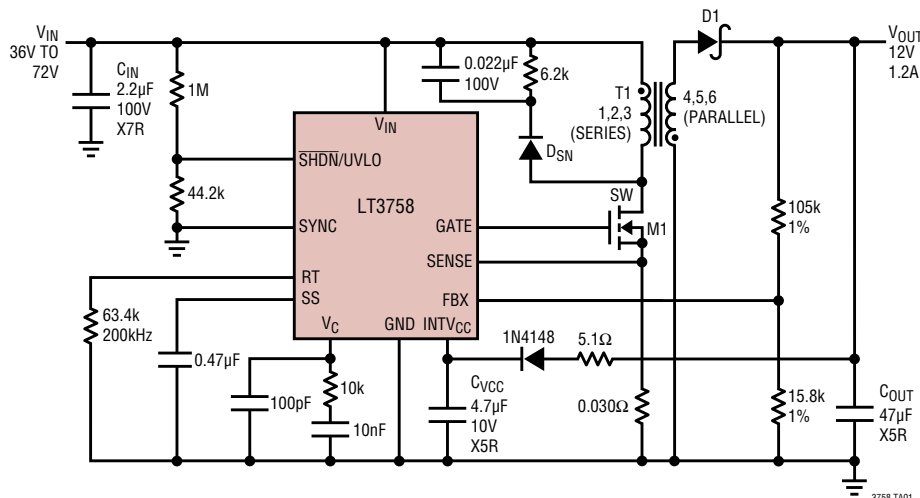 VIN
36V TO
72V
CIN
2.2µF
100V
X7R
1M
44.2k
0.022µF
100V
6.2k
DSN
T1
1,2,3
(SERIES)
4,5,6
(PARALLEL)
D1
VOUT
12V
1.2A
VIN
SHDN/UVLO
LT3758
SYNC
GATE
SENSE
RT
SS
FBX
VC
GND
INTVCC
SW
M1
105k
1%
63.4k
200kHz
0.47µF
100pF
10k
10nF
CVCC
4.7µF
10V
X5R
1N4148
5.1Ω
0.030Ω
15.8k
1%
COUT
47µF
X5R
3758 TA01